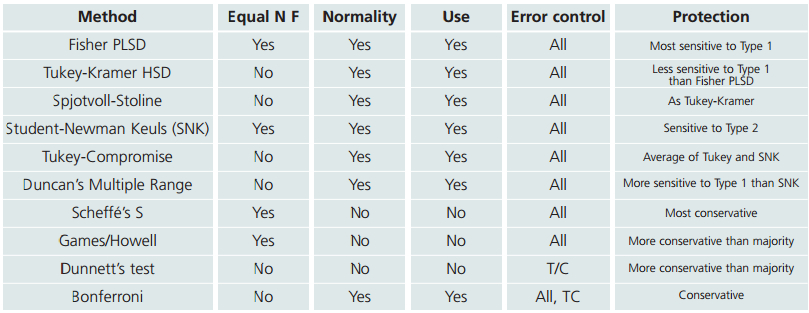 Method Equal N F Normality Use Error control Protection
Fisher PLSD Yes Yes Yes All Most sensitive to Type 1
Tukey-Kramer HSD No Yes Yes All Less sensitive to Type 1
than Fisher PLSD
Spjotvoll-Stoline No Yes Yes All As Tukey-Kramer
Student-Newman Keuls (SNK) Yes Yes Yes All Sensitive to Type 2
Tukey-Compromise No Yes Yes All Average of Tukey and SNK
Duncan's Multiple Range No Yes Yes All More sensitive to Type 1 than SNK
Scheffé's S Yes No No All Most conservative
Games/Howell Yes No No All More conservative than majority
Dunnett's test No No No T/C More conservative than majority
Bonferroni No Yes Yes All, TC Conservative